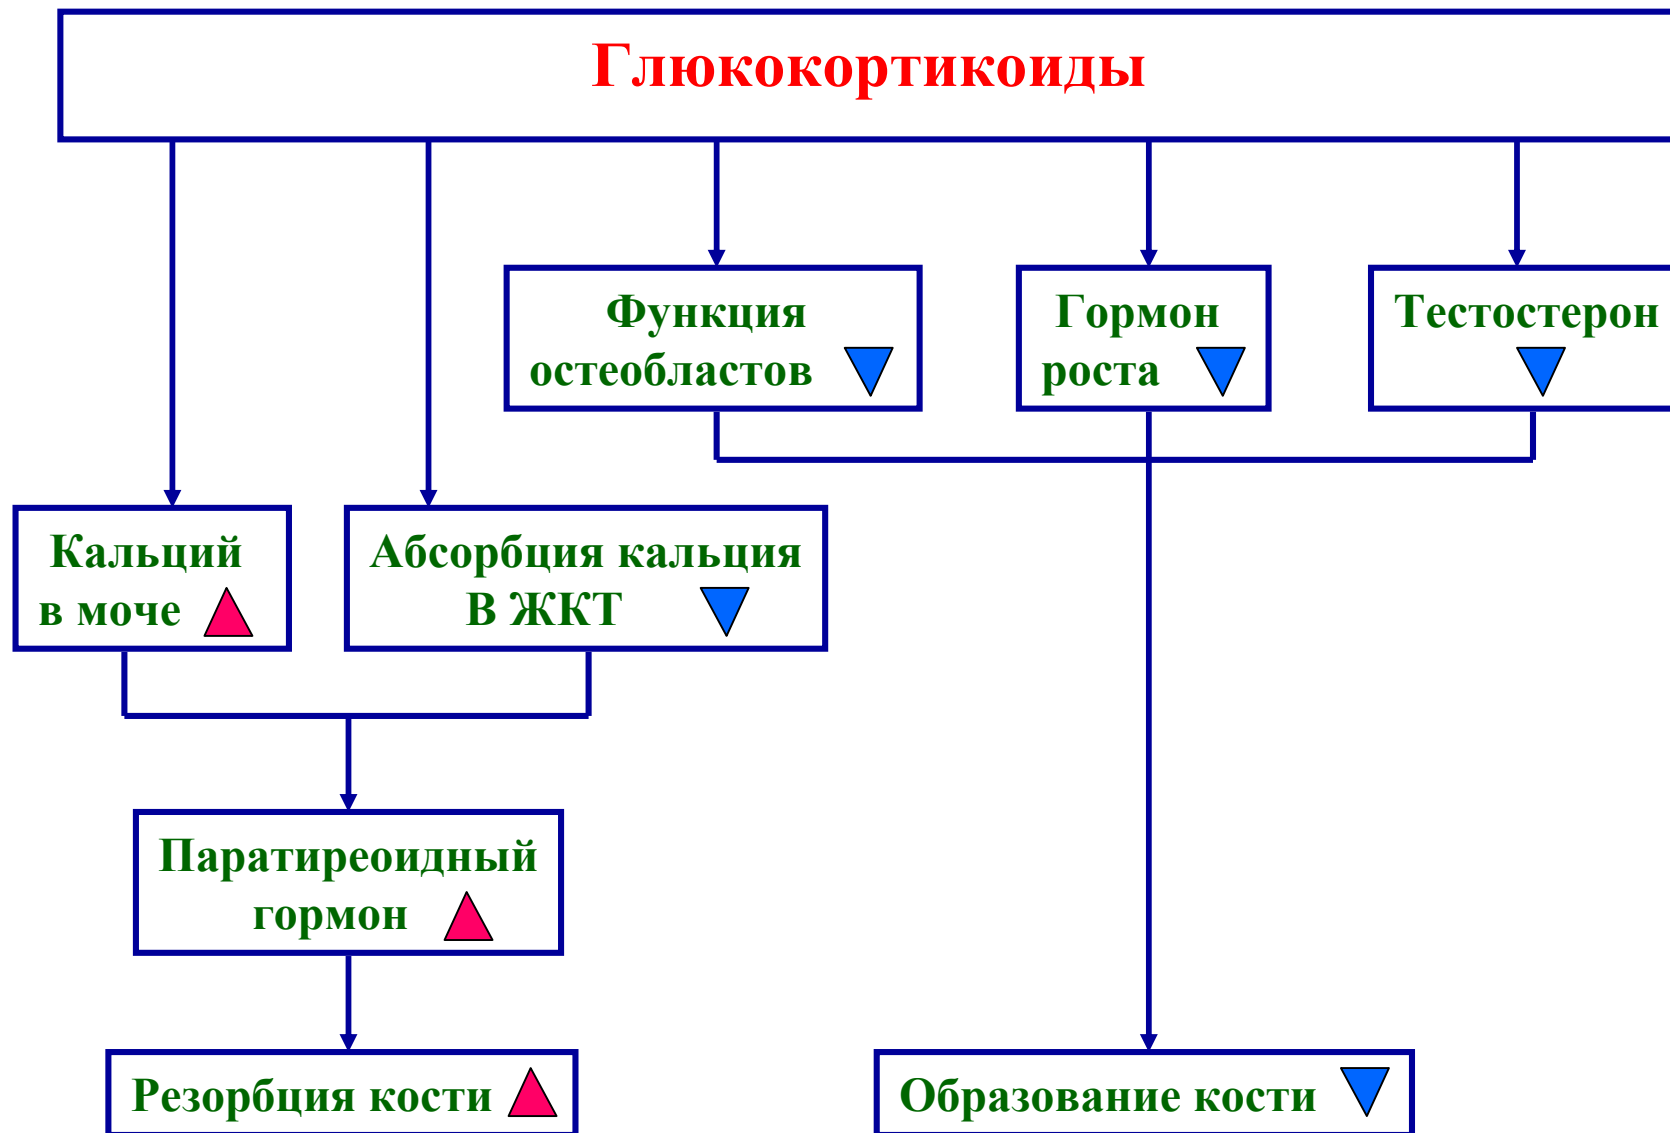 Глюкокортикоиды
Функция
остеобластов
Гормон
роста
Тестостерон
Кальций
в моче
Абсорбция кальция
В ЖКТ
Паратиреоидный
гормон
Резорбция кости
Образование кости